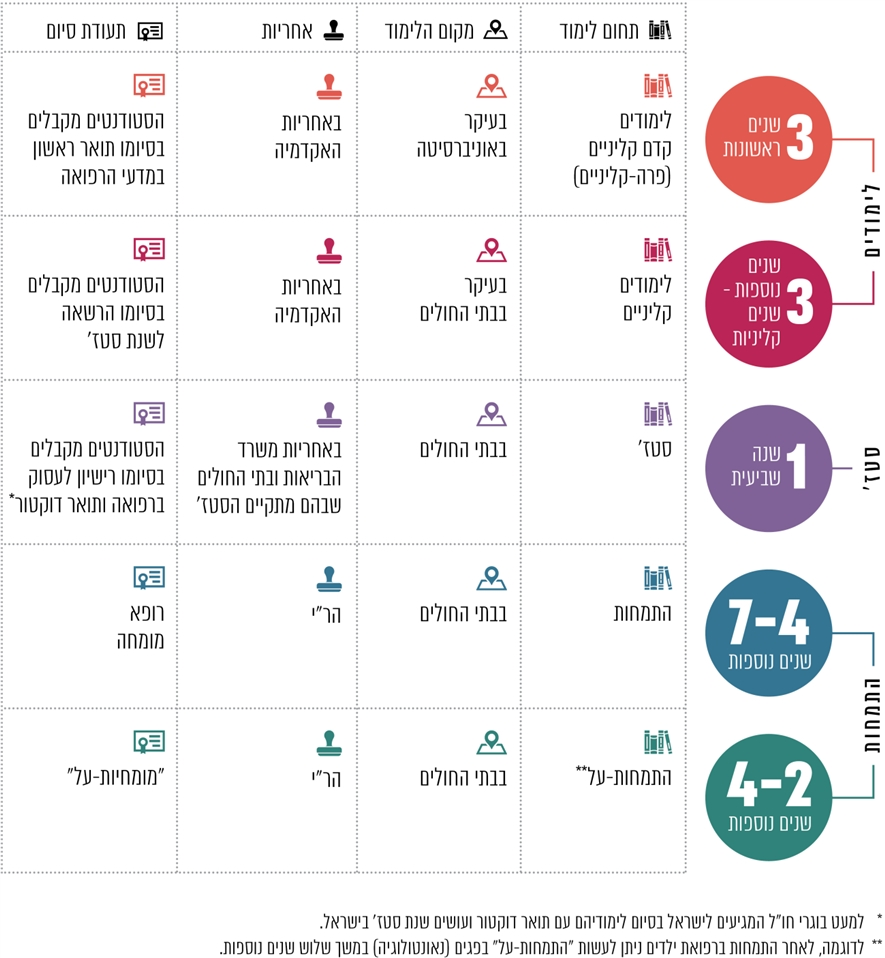 תחום לימוד
מקום הלימוד
אחריות
תעודת סיום
לימודים
3 שנים
ראשונות
לימודים
קדם קליניים
(פרה-קליניים)
בעיקר
באוניברסיטה
באחריות
האקדמיה
הסטודנטים מקבלים
בסיומו תואר ראשון
במדעי הרפואה
3 שנים
נוספות -
שנים
קליניות
לימודים
קליניים
בעיקר
בבתי החולים
באחריות
האקדמיה
הסטודנטים מקבלים
בסיומו הרשאה
לשנת סטז'
סטז'
1 שנה
שביעית
סטז'
בבתי החולים
באחריות משרד
הבריאות ובתי החולים
שבהם מתקיים הסטז'
הסטודנטים מקבלים
בסיומו רישיון לעסוק
ברפואה ותואר דוקטור*
התמחות
7-4
שנים נוספות
התמחות
בבתי החולים
הר"י
רופא
מומחה
4-2
שנים נוספות
התמחות-על**
בבתי החולים
הר"י
"מומחיות-על"
* למעט בוגרי חו"ל המגיעים לישראל בסיום לימודיהם עם תואר דוקטור ועושים שנת סטז' בישראל.
** לדוגמה, לאחר התמחות ברפואת ילדים ניתן לעשות "התמחות-על" בפגים (נאונטולוגיה) במשך שלוש שנים נוספות.